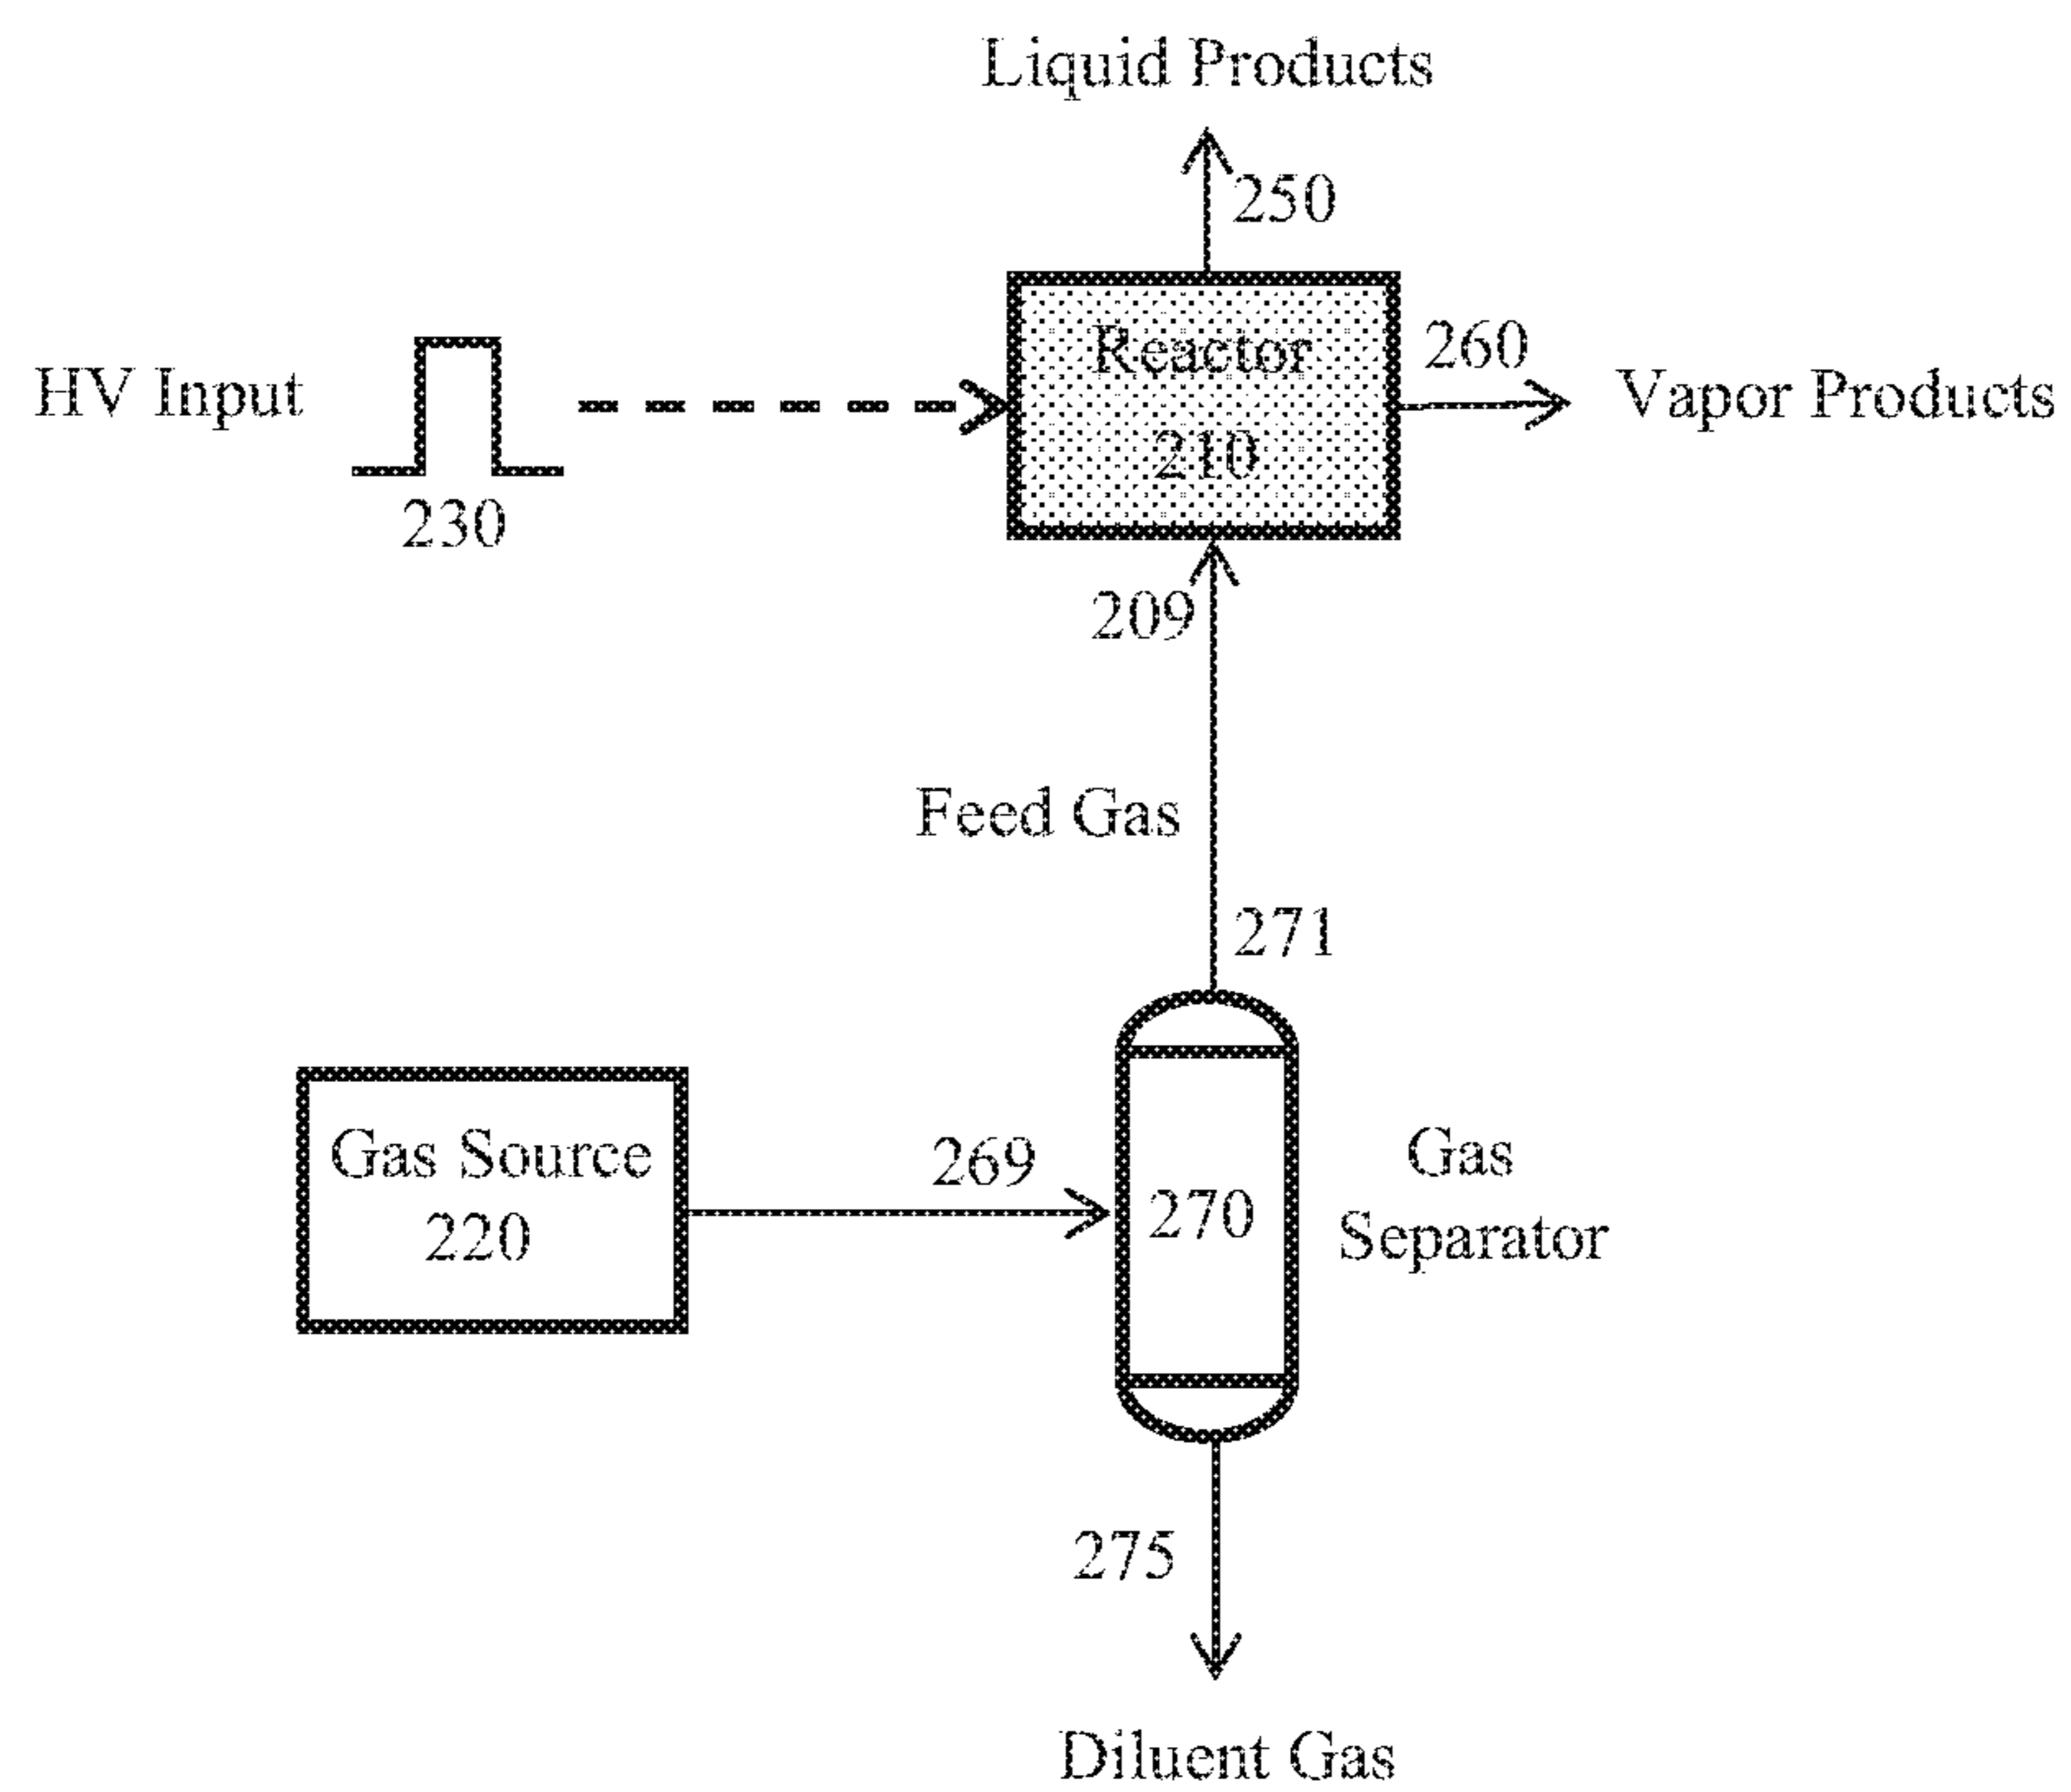 Liquid Products
250
Reactor
210
260
Vapor Products
HV Input
230
209
Feed Gas
271
Gas Source
220
269
270
Gas
Separator
275
Diluent Gas